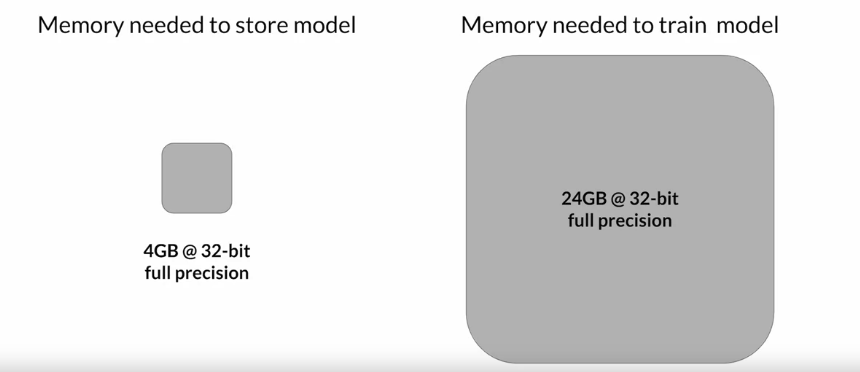 Memory needed to store model
Memory needed to train model
4GB @ 32-bit
full precision
24GB @ 32-bit
full precision